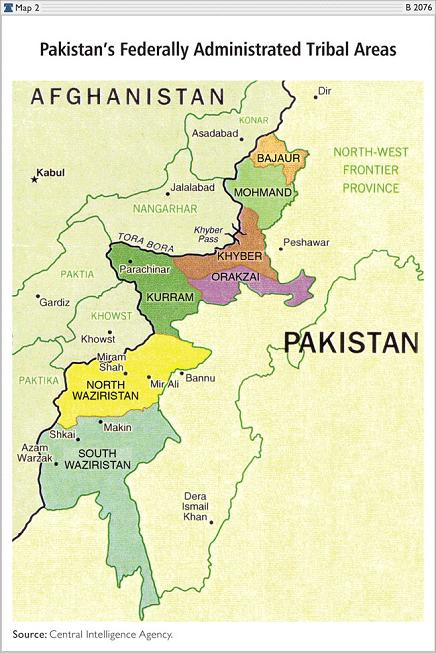 Map 2
B 2076
Pakistan's Federally Administrated Tribal Areas
AFGHANISTAN
Dir
KONAR
Asadabad
BAJAUR
NORTH-WEST
FRONTIER
PROVINCE
Kabul
Jalalabad
MOHMAND
NANGARHAR
Khyber
Pass
TORA BORA
Peshawar
KHYBER
Parachinar
ORAKZAI
PAKTIA
KURRAM
Gardiz
KHOWST
Khowst
PAKISTAN
Miram
Shah
PAKTIKA
Mir Ali
Bannu
NORTH
WAZIRISTAN
Makin
Shkai
Azam
Warzak
SOUTH
WAZIRISTAN
Dera
Ismail
Khan
Source: Central Intelligence Agency.